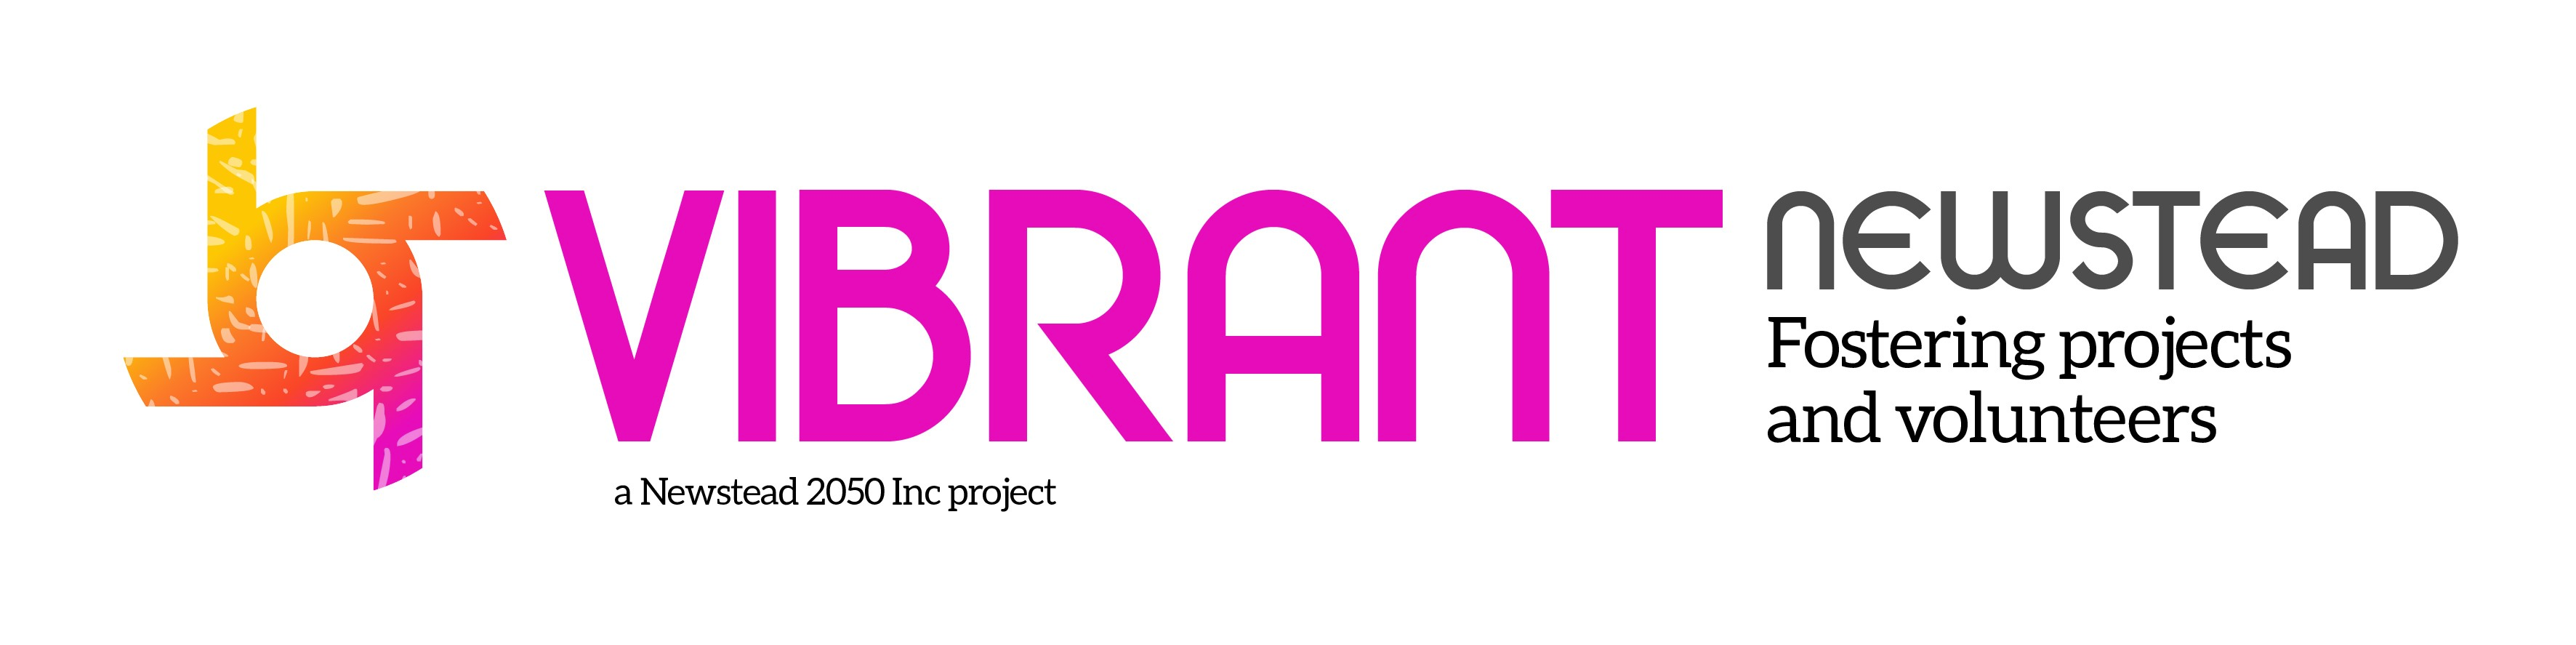 VIBRANT
NEWSTEAD
Fostering projects
and volunteers
a Newstead 2050 Inc project